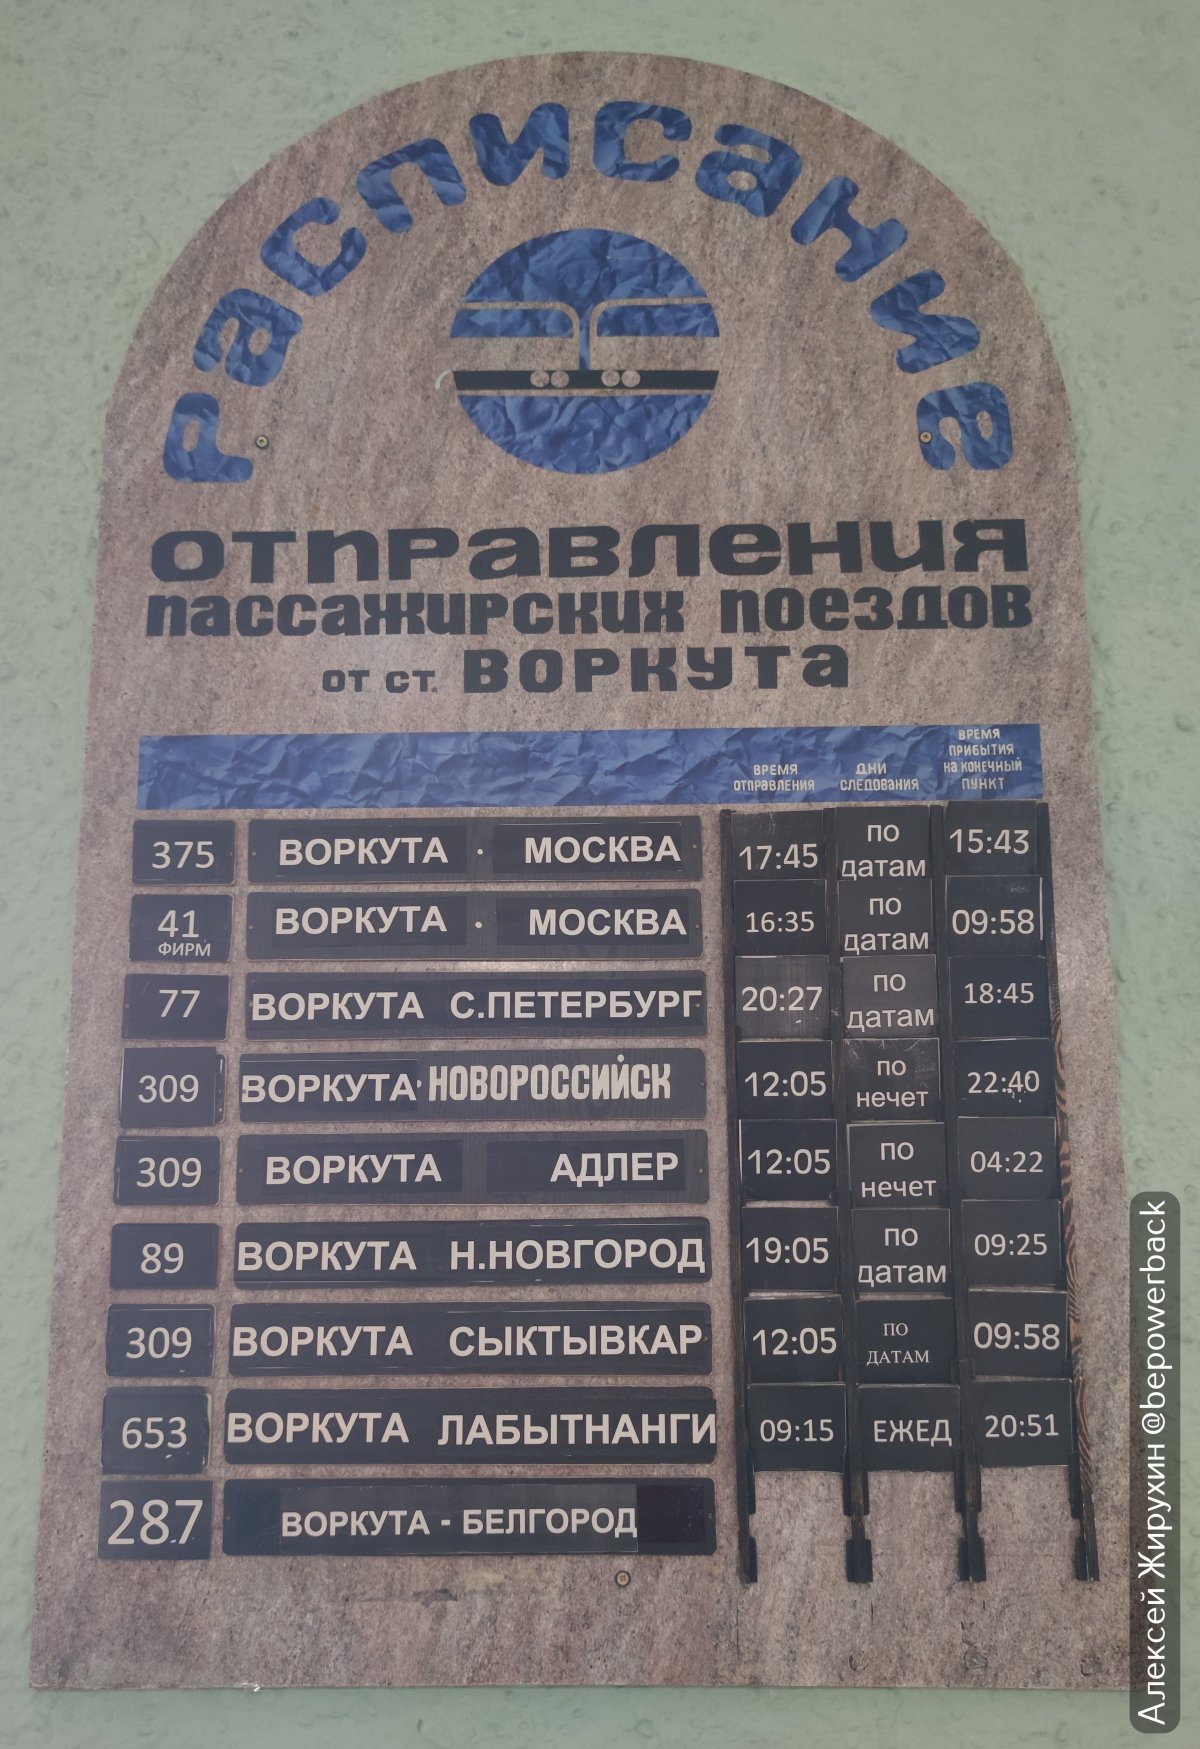 Расписание
отправления
пассажирских поездов
от ст. Воркута
ВРЕМЯ ОТПРАВЛЕНИЯ ДНИ СЛЕДОВАНИЯ ВРЕМЯ ПРИБЫТИЯ НА КОНЕЧНЫЙ ПУНКТ
375 ВОРКУТА · МОСКВА 17:45 по датам 15:43
41 ФИРМ ВОРКУТА · МОСКВА 16:35 по датам 09:58
77 ВОРКУТА С.ПЕТЕРБУРГ 20:27 по датам 18:45
309 ВОРКУТА · НОВОРОССИЙСК 12:05 по нечет 22:40
309 ВОРКУТА АДЛЕР 12:05 по нечет 04:22
89 ВОРКУТА Н.НОВГОРОД 19:05 по датам 09:25
309 ВОРКУТА СЫКТЫВКАР 12:05 ПО ДАТАМ 09:58
653 ВОРКУТА ЛАБЫТНАНГИ 09:15 ЕЖЕД 20:51
287 ВОРКУТА - БЕЛГОРОД
Алексей Жирухин @bepowerback